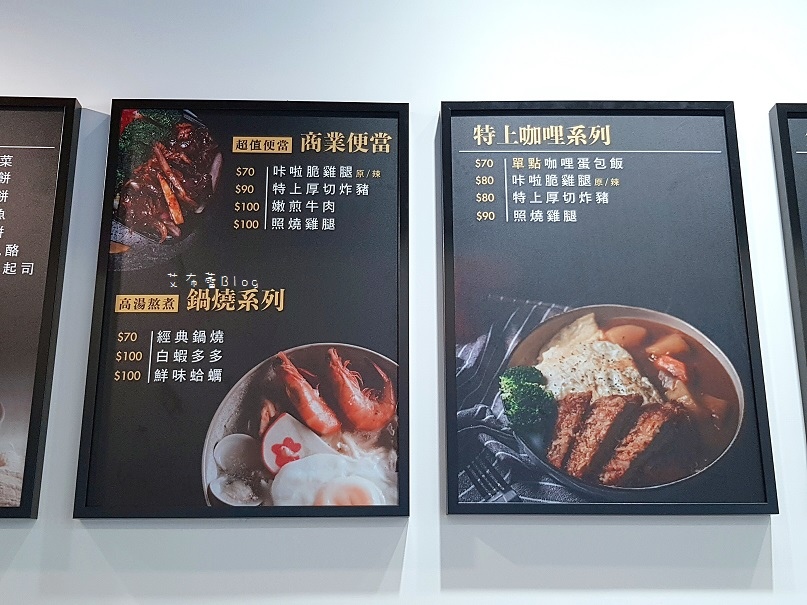 菜
餅
餅
酪
起司
超值便當 商業便當
$70 咔啦脆雞腿 原/辣
$90 特上厚切炸豬
$100 嫩煎牛肉
$100 照燒雞腿
艾布蕾Blog
高湯熬煮 鍋燒系列
$70 經典鍋燒
$100 白蝦多多
$100 鮮味蛤蠣
特上咖哩系列
$70 單點咖哩蛋包飯
$80 咔啦脆雞腿 原/辣
$80 特上厚切炸豬
$90 照燒雞腿